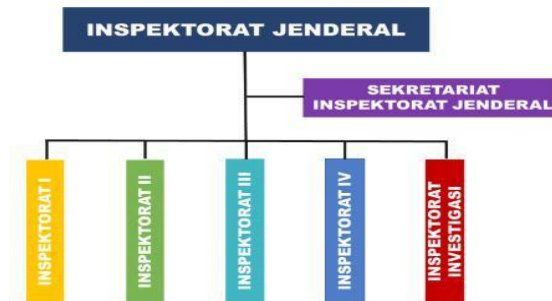 INSPEKTORAT JENDERAL
SEKRETARIAT
INSPEKTORAT JENDERAL
INSPEKTORAT I
INSPEKTORAT II
INSPEKTORAT III
INSPEKTORAT IV
INSPEKTORAT
INVESTIGASI